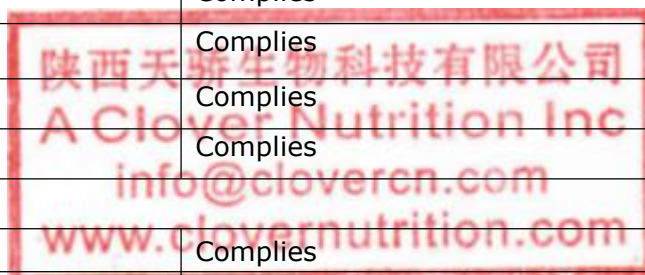 Complies
Complies
陕西天骄生物科技有限公司
Complies
A Clover Nutrition Inc
Complies
info@clovercn.com
www.clovernutrition.com
Complies